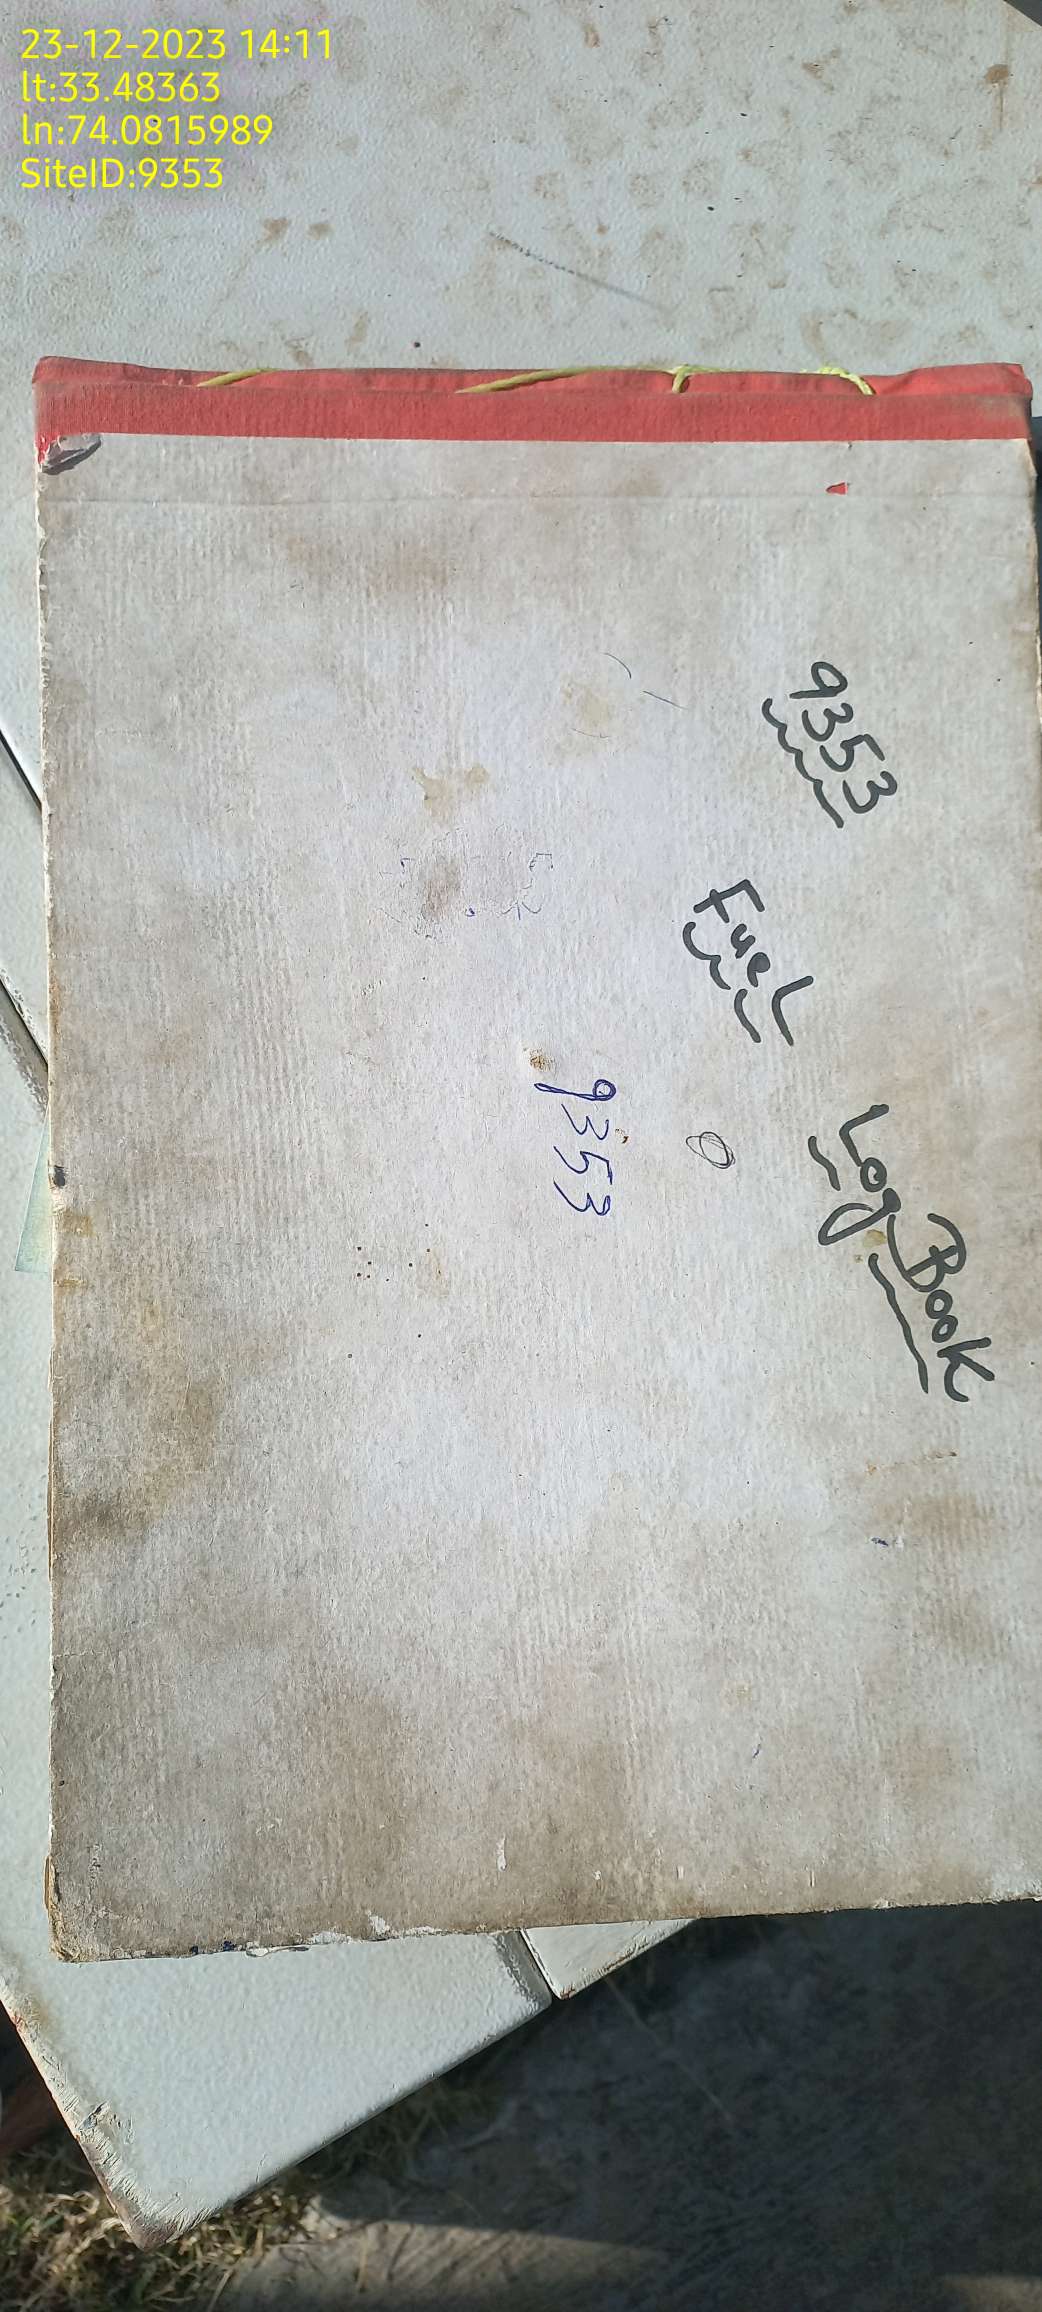 23-12-2023 14:11
lt:33.48363
ln:74.0815989
SiteID:9353
9353
Fuel
Log Book
9353